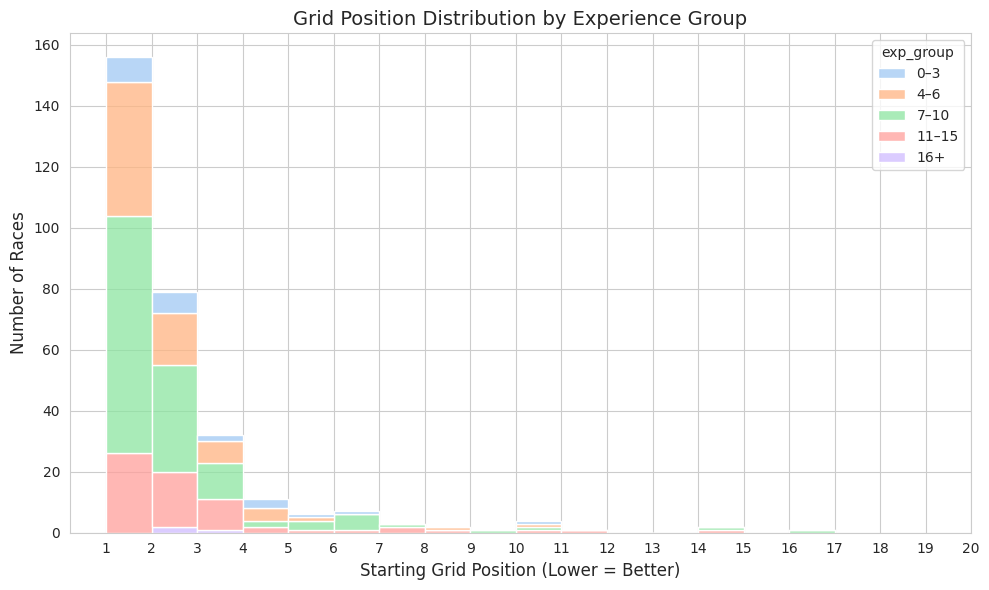 Grid Position Distribution by Experience Group
160
140
120
100
80
60
40
20
0
Number of Races
exp_group
0–3
4–6
7–10
11–15
16+
1 2 3 4 5 6 7 8 9 10 11 12 13 14 15 16 17 18 19 20
Starting Grid Position (Lower = Better)